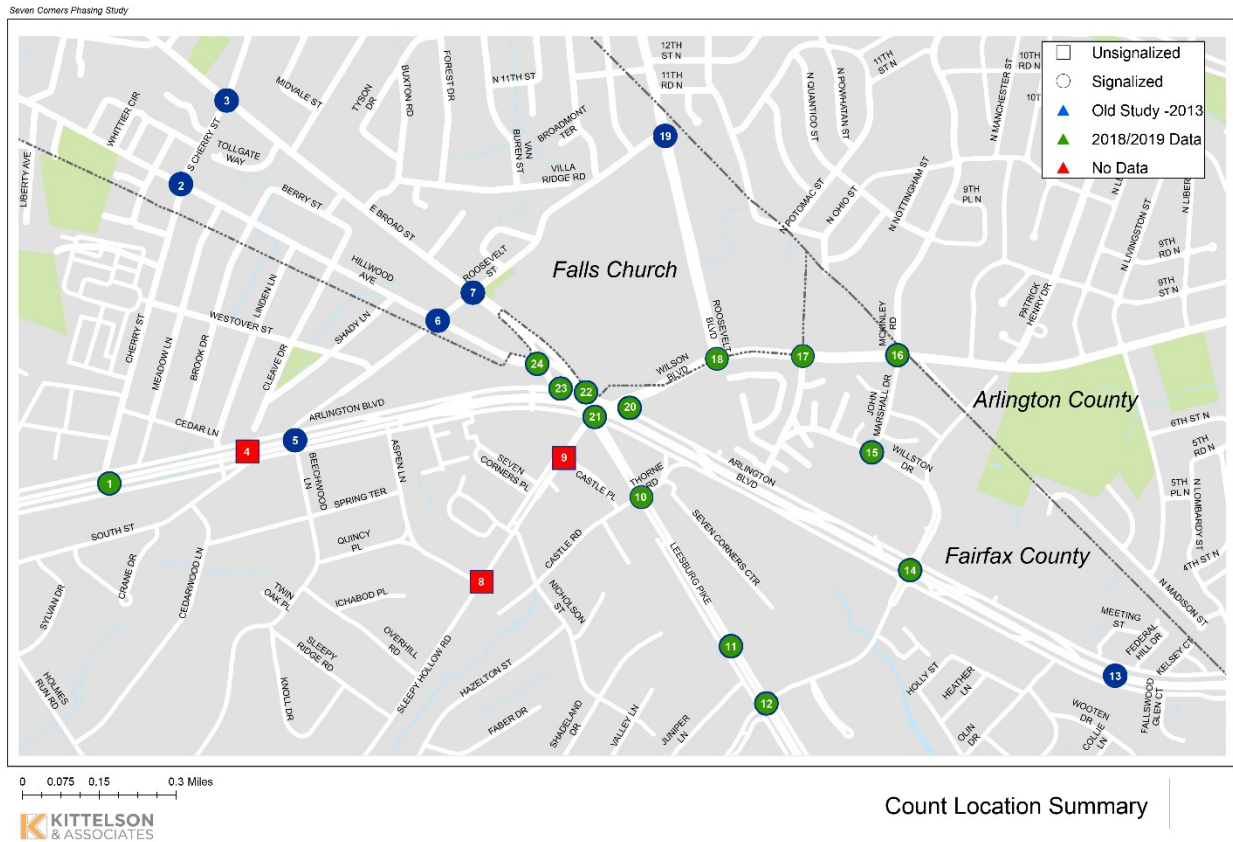 Seven Corners Phasing Study
Unsignalized
Signalized
Old Study -2013
2018/2019 Data
No Data
12TH
ST N
11TH
RD N
N 11TH ST
MIDVALE ST
TYSON
DR
BUXTON RD
FOREST DR
VAN
BUREN ST
BROADMONT
TER
VILLA
RIDGE RD
N QUANTICO ST
N POWHATAN ST
11TH
ST N
N MANCHESTER ST
10TH
RD N
10T
LIBERTY AVE
WHITTIER CIR
S CHERRY ST
TOLLGATE
WAY
3
2
19
BERRY ST
E BROAD ST
ROOSEVELT
ST
HILLWOOD
AVE
7
6
Falls Church
N POTOMAC ST
N OHIO ST
N NOTTINGHAM ST
9TH
PL N
N LE
N LIBER
N LIVINGSTON ST
9TH
RD N
9TH
ST N
PATRICK
HENRY DR
CHERRY ST
MEADOW LN
BROOK DR
LINDEN LN
WESTOVER ST
CLEAVE DR
SHADY LN
ROOSEVELT
BLVD
WILSON
BLVD
MCKINLEY
RD
24
23
22
21
20
18
17
16
CEDAR LN
ARLINGTON BLVD
4
5
1
BEECHWOOD
LN
ASPEN LN
SPRING TER
SEVEN
CORNERS PL
9
CASTLE PL
THORNE
RD
10
ARLINGTON
BLVD
JOHN
MARSHALL DR
WILLSTON
DR
15
Arlington County
6TH ST N
5TH
RD N
5TH
PL N
N LOMBARDY ST
4TH ST N
SOUTH ST
SYLVAN DR
CRANE DR
CEDARWOOD LN
QUINCY
PL
TWIN
OAK PL
ICHABOD PL
OVERHILL
RD
8
CASTLE RD
NICHOLSON
ST
LEESBURG PIKE
SEVEN CORNERS CTR
14
Fairfax County
N MADISON ST
MEETING
ST
FEDERAL
HILL DR
KELSEY C
13
HOLMES
RUN RD
SLEEPY
RIDGE RD
KNOLL DR
SLEEPY HOLLOW RD
HAZELTON ST
FABER DR
SHADELAND
DR
VALLEY LN
JUNIPER
LN
11
12
HOLLY ST
HEATHER
LN
OLIN
DR
WOOTEN
DR
COLLIE
LN
FALLSWOOD
GLEN CT
0 0.075 0.15 0.3 Miles
KITTELSON
& ASSOCIATES
Count Location Summary